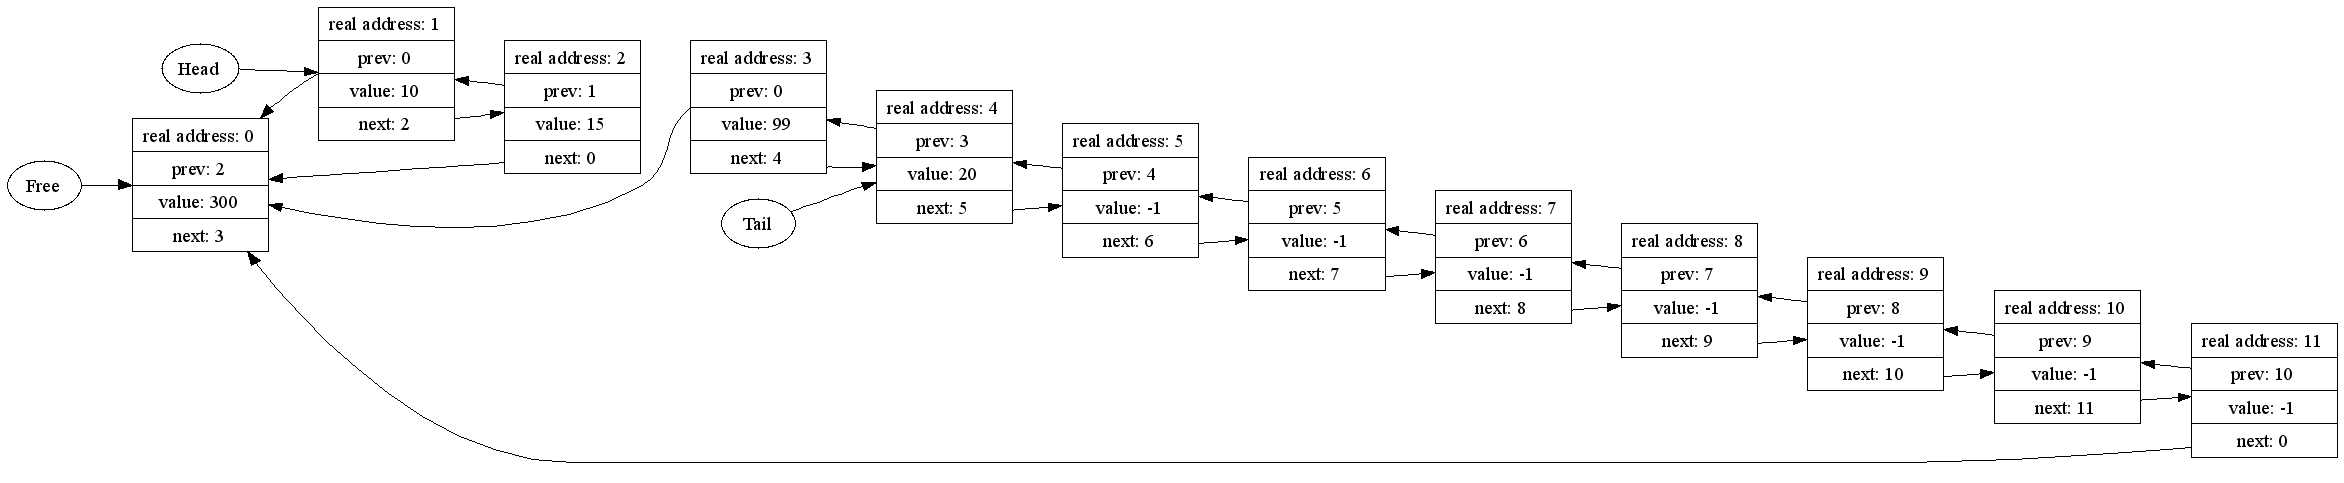 Free
real address: 0
prev: 2
value: 300
next: 3
Head
real address: 1
prev: 0
value: 10
next: 2
real address: 2
prev: 1
value: 15
next: 0
real address: 3
prev: 0
value: 99
next: 4
Tail
real address: 4
prev: 3
value: 20
next: 5
real address: 5
prev: 4
value: -1
next: 6
real address: 6
prev: 5
value: -1
next: 7
real address: 7
prev: 6
value: -1
next: 8
real address: 8
prev: 7
value: -1
next: 9
real address: 9
prev: 8
value: -1
next: 10
real address: 10
prev: 9
value: -1
next: 11
real address: 11
prev: 10
value: -1
next: 0